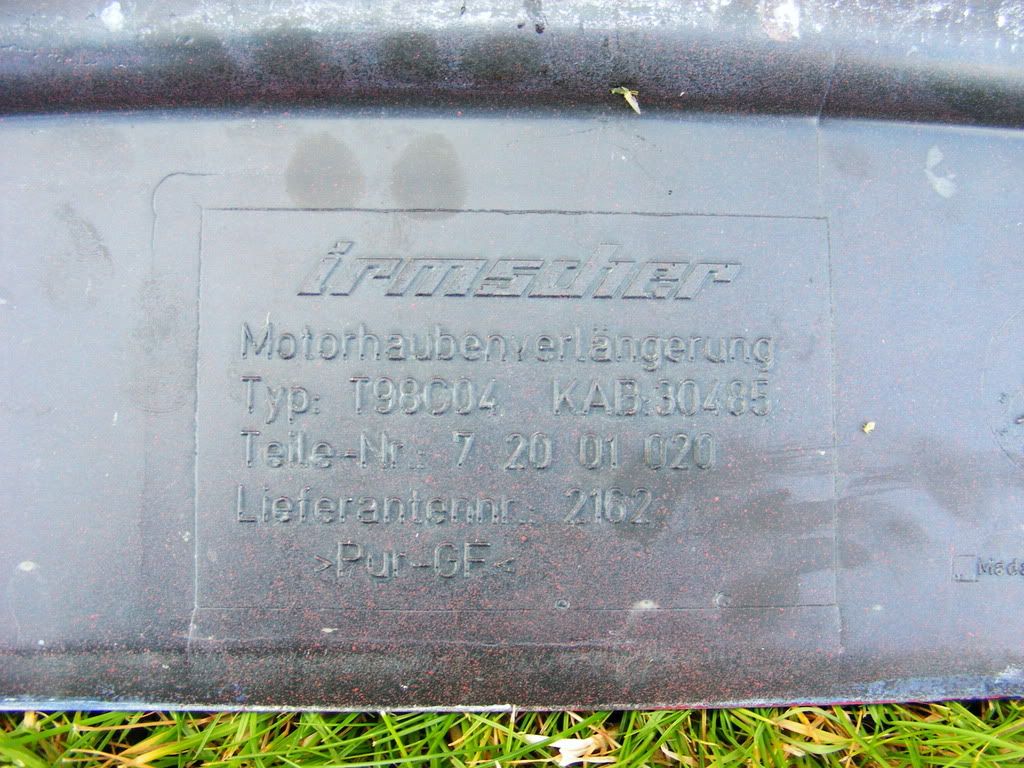 irmscher
Motorhaubenverlängerung
Typ: T98C04 KAB:30485
Teile-Nr.: 7 20 01 020
Lieferantennr.: 2162
>Pur-GF<